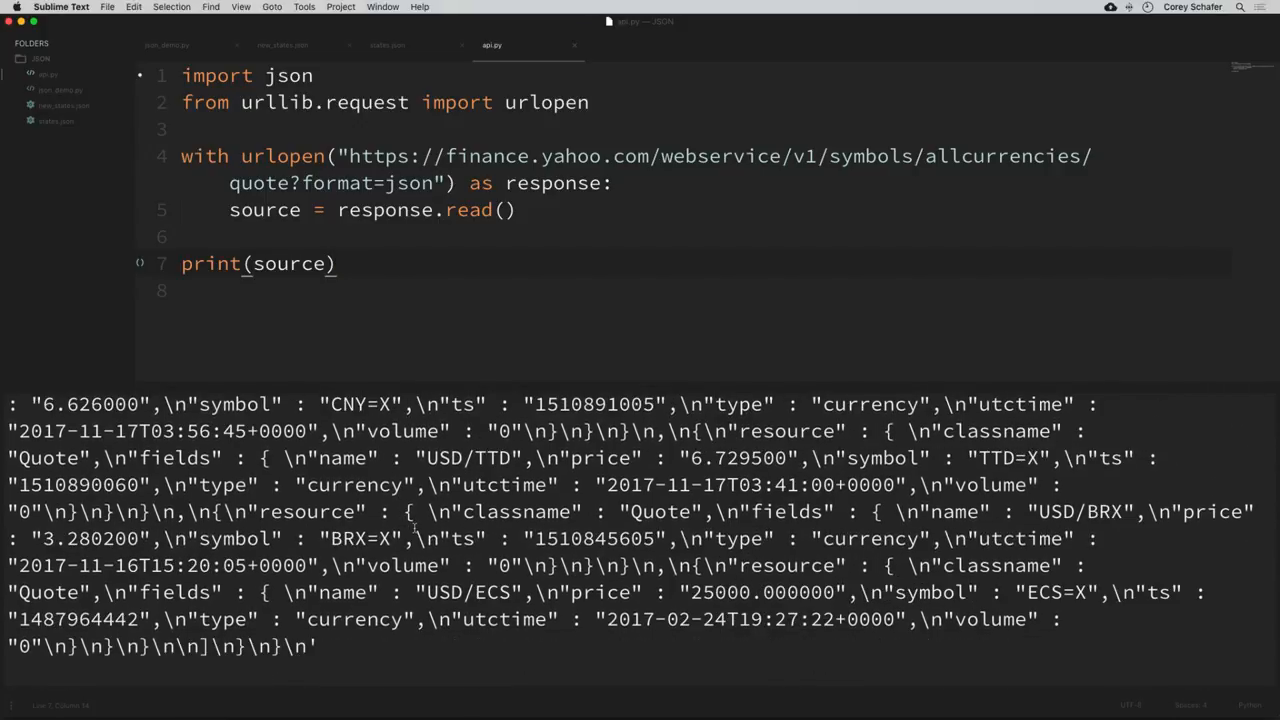 Sublime Text File Edit Selection Find View Goto Tools Project Window Help Corey Schafer
api.py — JSON
FOLDERS
JSON
api.py
json_demo.py
new_states.json
states.json
json_demo.py new_states.json states.json api.py
1 import json
2 from urllib.request import urlopen
3
4 with urlopen("https://finance.yahoo.com/webservice/v1/symbols/allcurrencies/
quote?format=json") as response:
5 source = response.read()
6
7 print(source)
8
: "6.626000",\n"symbol" : "CNY=X",\n"ts" : "1510891005",\n"type" : "currency",\n"utctime" :
"2017-11-17T03:56:45+0000",\n"volume" : "0"\n}\n}\n}\n,\n{\n"resource" : { \n"classname" :
"Quote",\n"fields" : { \n"name" : "USD/TTD",\n"price" : "6.729500",\n"symbol" : "TTD=X",\n"ts" :
"1510890060",\n"type" : "currency",\n"utctime" : "2017-11-17T03:41:00+0000",\n"volume" :
"0"\n}\n}\n}\n,\n{\n"resource" : { \n"classname" : "Quote",\n"fields" : { \n"name" : "USD/BRX",\n"price"
: "3.280200",\n"symbol" : "BRX=X",\n"ts" : "1510845605",\n"type" : "currency",\n"utctime" :
"2017-11-16T15:20:05+0000",\n"volume" : "0"\n}\n}\n}\n,\n{\n"resource" : { \n"classname" :
"Quote",\n"fields" : { \n"name" : "USD/ECS",\n"price" : "25000.000000",\n"symbol" : "ECS=X",\n"ts" :
"1487964442",\n"type" : "currency",\n"utctime" : "2017-02-24T19:27:22+0000",\n"volume" :
"0"\n}\n}\n}\n\n]\n}\n}\n'
Line 7, Column 14 UTF-8 Spaces: 4 Python